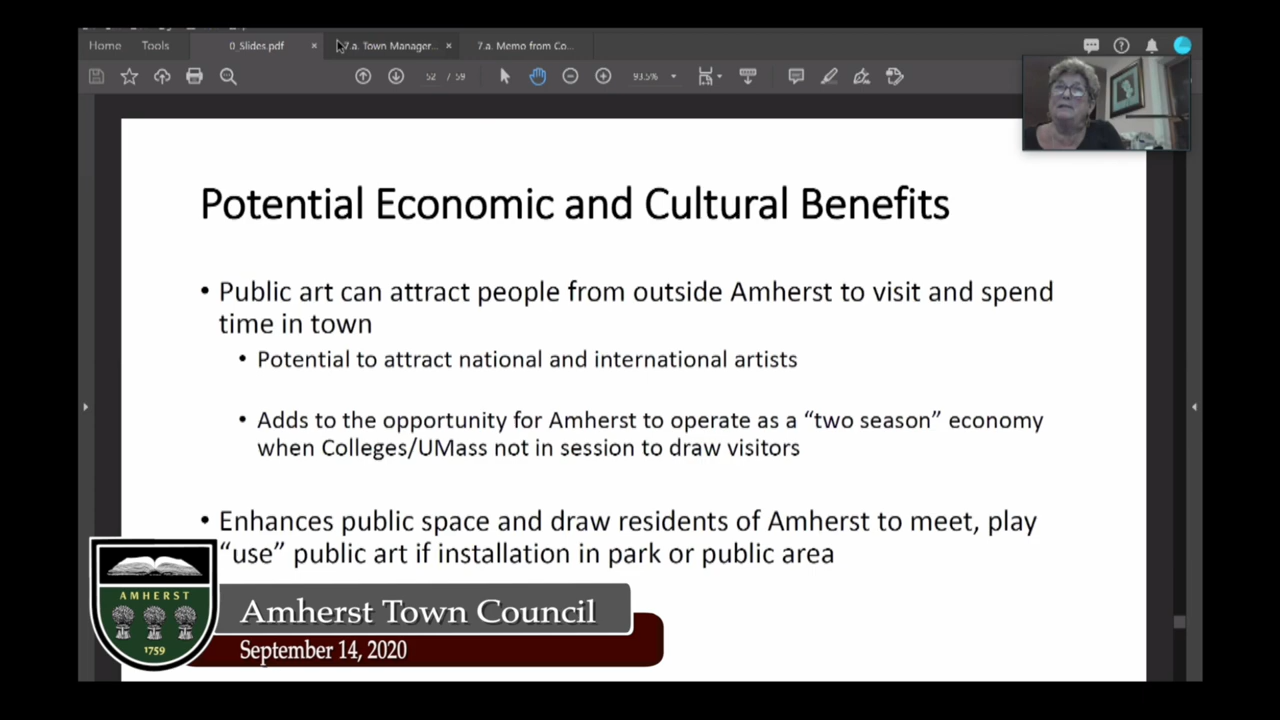 Home Tools 0_Slides.pdf × 7.a. Town Manager... × 7.a. Memo from Co...
52 / 59 93.5%
Potential Economic and Cultural Benefits
• Public art can attract people from outside Amherst to visit and spend
time in town
• Potential to attract national and international artists
• Adds to the opportunity for Amherst to operate as a “two season” economy
when Colleges/UMass not in session to draw visitors
• Enhances public space and draw residents of Amherst to meet, play
“use” public art if installation in park or public area
AMHERST
1759
Amherst Town Council
September 14, 2020